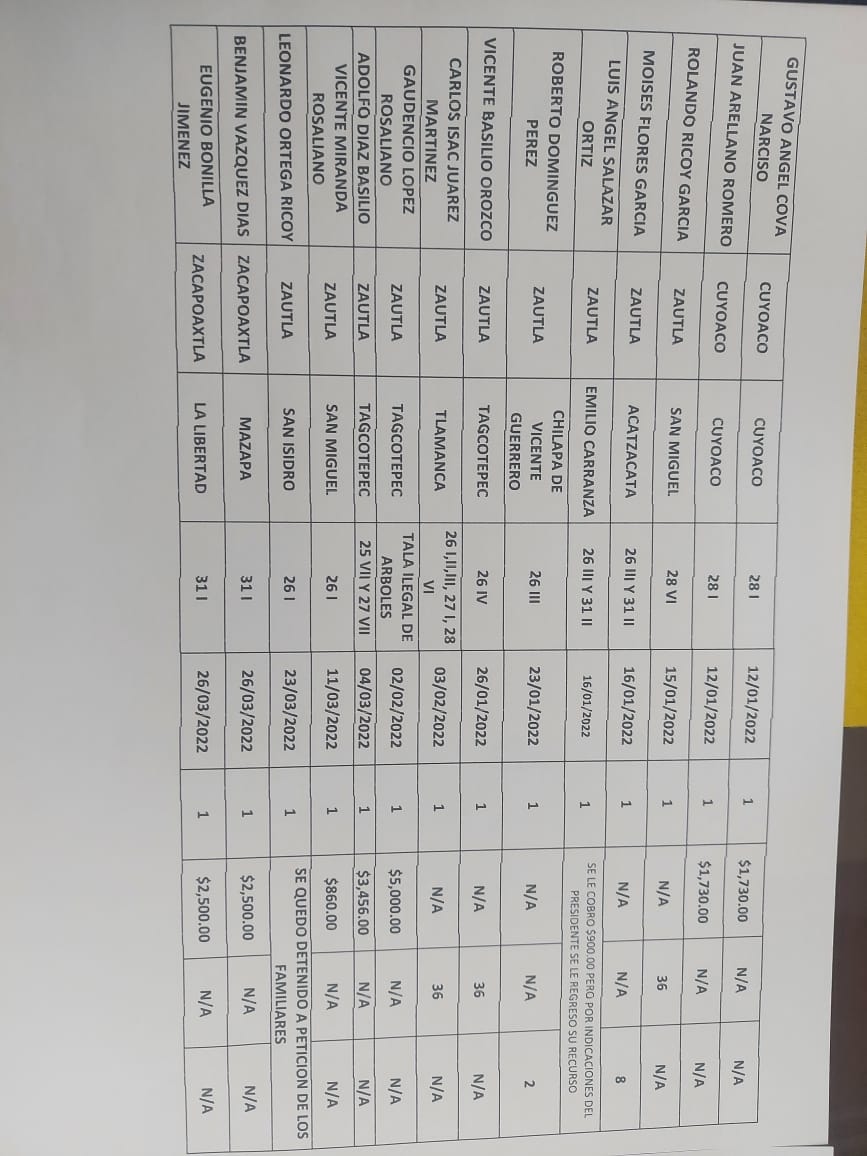 GUSTAVO ANGEL COVA NARCISO CUYOACO CUYOACO 28 I 12/01/2022 1 $1,730.00 N/A N/A
JUAN ARELLANO ROMERO CUYOACO CUYOACO 28 I 12/01/2022 1 $1,730.00 N/A N/A
ROLANDO RICOY GARCIA ZAUTLA SAN MIGUEL 28 VI 15/01/2022 1 N/A 36 N/A
MOISES FLORES GARCIA ZAUTLA ACATZACATA 26 III Y 31 II 16/01/2022 1 N/A N/A 8
LUIS ANGEL SALAZAR ORTIZ ZAUTLA EMILIO CARRANZA 26 III Y 31 II 16/01/2022 1 SE LE COBRO $900.00 PERO POR INDICACIONES DEL PRESIDENTE SE LE REGRESO SU RECURSO
ROBERTO DOMINGUEZ PEREZ ZAUTLA CHILAPA DE VICENTE GUERRERO 26 III 23/01/2022 1 N/A N/A 2
VICENTE BASILIO OROZCO ZAUTLA TAGCOTEPEC 26 IV 26/01/2022 1 N/A 36 N/A
CARLOS ISAC JUAREZ MARTINEZ ZAUTLA TLAMANCA 26 I,II,III, 27 I, 28 VI 03/02/2022 1 N/A 36 N/A
GAUDENCIO LOPEZ ROSALIANO ZAUTLA TAGCOTEPEC TALA ILEGAL DE ARBOLES 02/02/2022 1 $5,000.00 N/A N/A
ADOLFO DIAZ BASILIO ZAUTLA TAGCOTEPEC 25 VII Y 27 VII 04/03/2022 1 $3,456.00 N/A N/A
VICENTE MIRANDA ROSALIANO ZAUTLA SAN MIGUEL 26 I 11/03/2022 1 $860.00 N/A N/A
LEONARDO ORTEGA RICOY ZAUTLA SAN ISIDRO 26 I 23/03/2022 1 SE QUEDO DETENIDO A PETICION DE LOS FAMILIARES
BENJAMIN VAZQUEZ DIAS ZACAPOAXTLA MAZAPA 31 I 26/03/2022 1 $2,500.00 N/A N/A
EUGENIO BONILLA JIMENEZ ZACAPOAXTLA LA LIBERTAD 31 I 26/03/2022 1 $2,500.00 N/A N/A